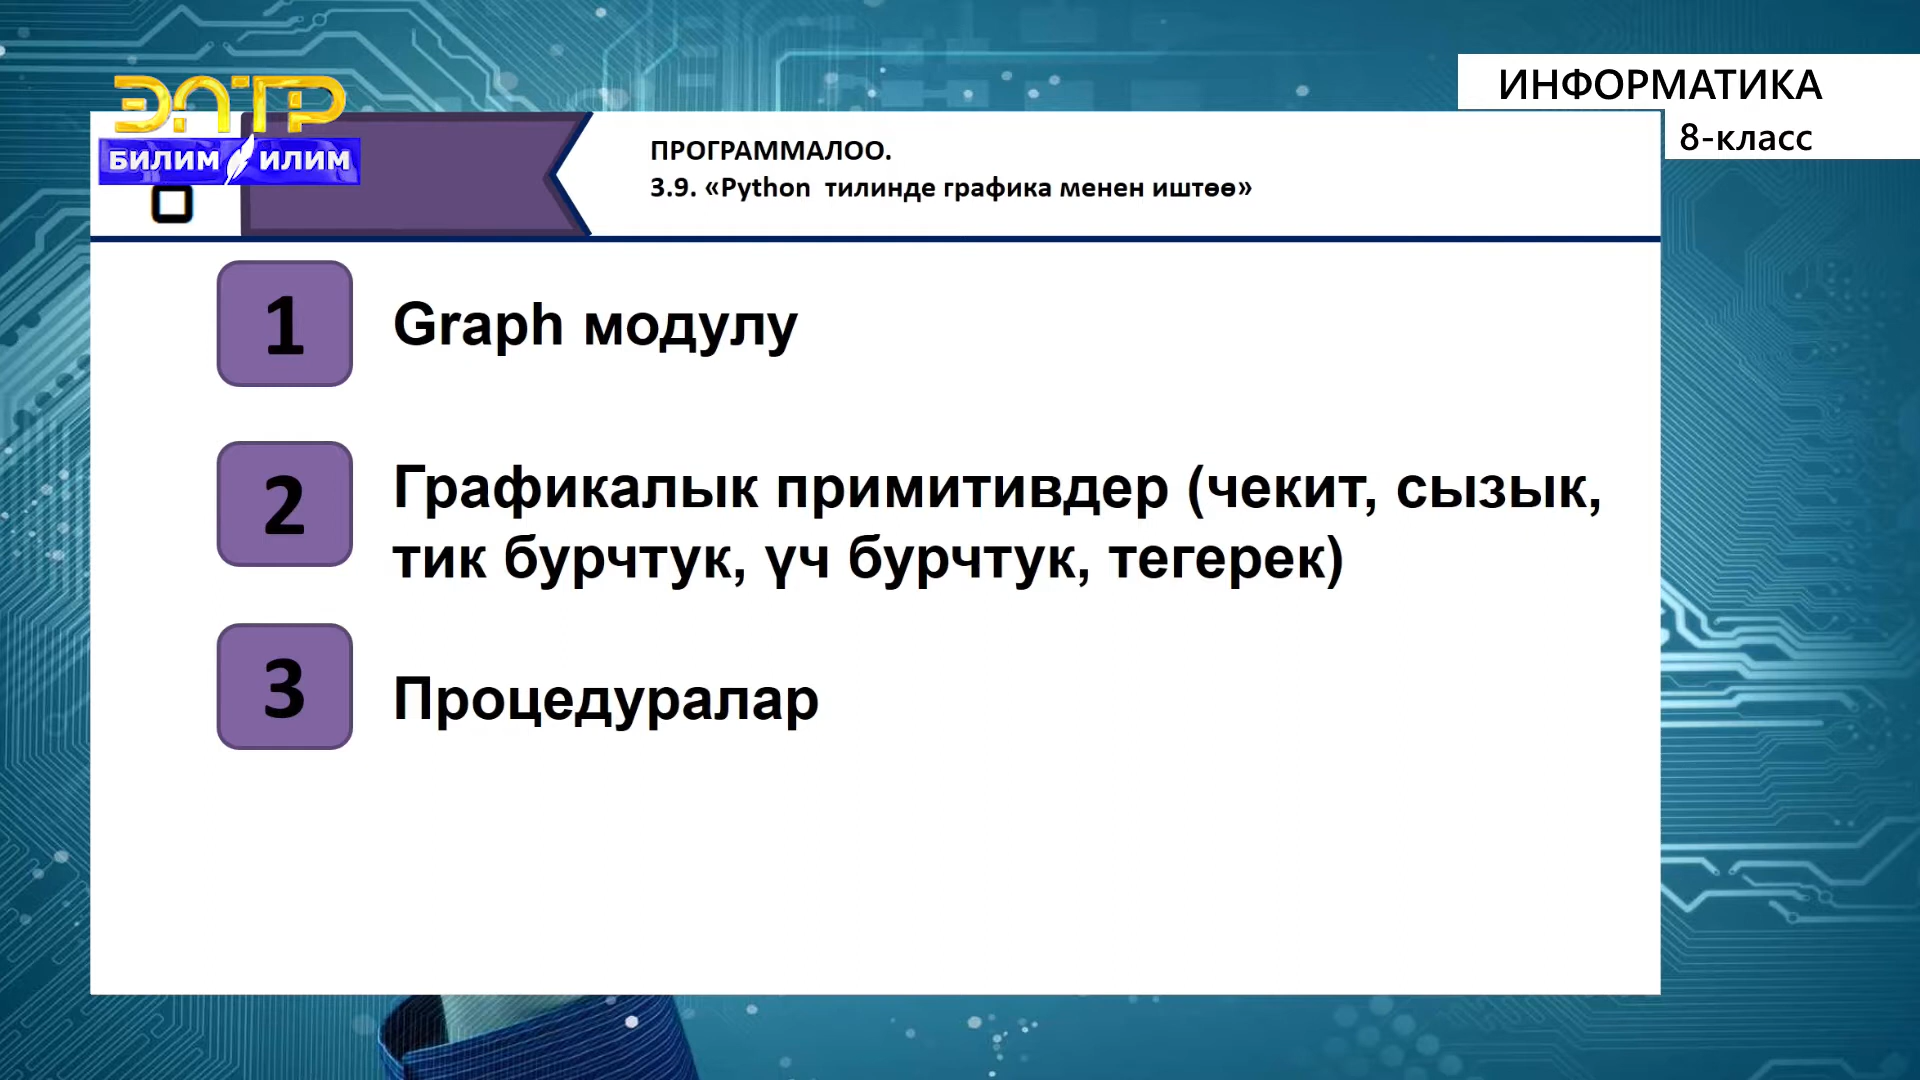 ЭЛТР
БИЛИМ ИЛИМ
ИНФОРМАТИКА
8-класс
ПРОГРАММАЛОО.
3.9. «Python тилинде графика менен иштөө»
1
Graph модулу
2
Графикалык примитивдер (чекит, сызык,
тик бурчтук, үч бурчтук, тегерек)
3
Процедуралар